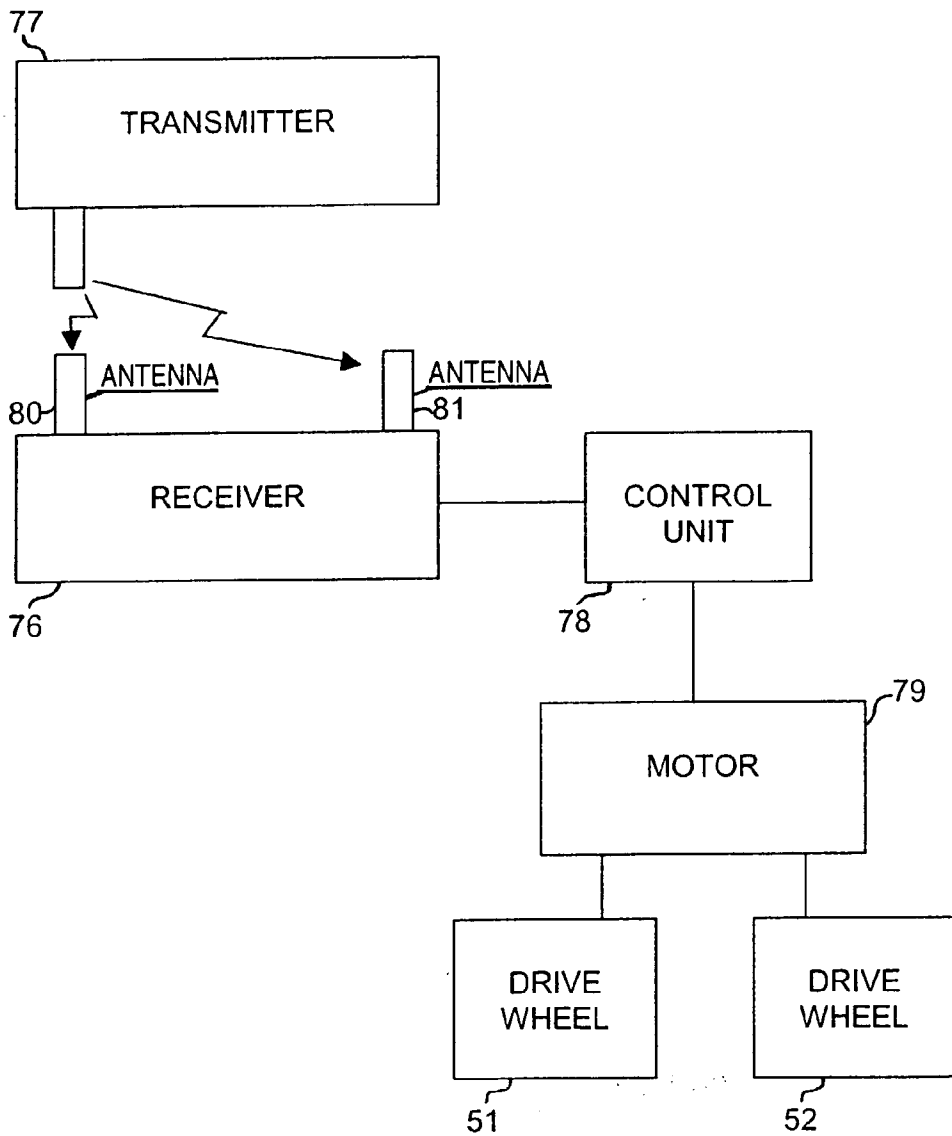 77
TRANSMITTER
ANTENNA
80
ANTENNA
81
RECEIVER
76
CONTROL
UNIT
78
79
MOTOR
DRIVE
WHEEL
51
DRIVE
WHEEL
52